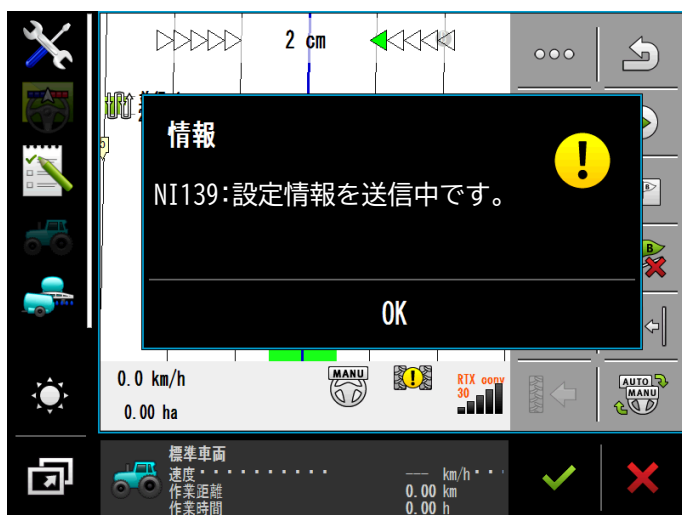 2 cm
情報
NI139:設定情報を送信中です。
OK
B
B
0.0 km/h
0.00 ha
MANU
RTX conv
30
AUTO
MANU
標準車両
速度・・・・・・・・・・ --- km/h・・
作業距離 0.00 km
作業時間 0.00 h